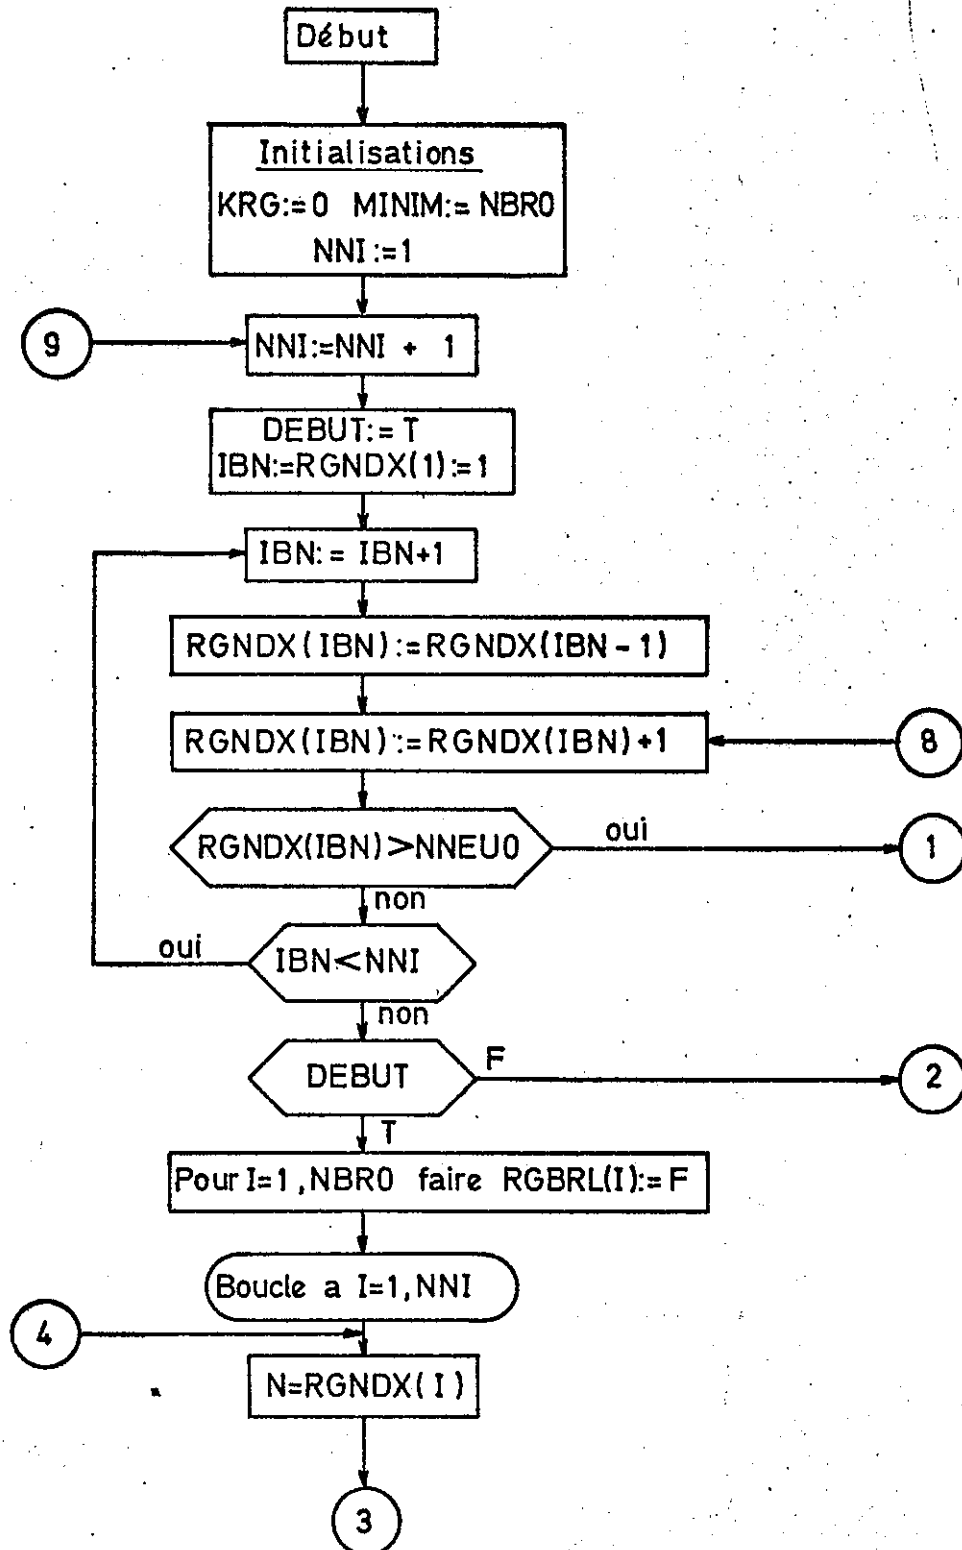 Début
Initialisations
KRG:=0 MINIM:= NBR0
NNI:=1
9
NNI:=NNI + 1
DEBUT:= T
IBN:=RGNDX(1):=1
IBN:= IBN+1
RGNDX(IBN):=RGNDX(IBN-1)
RGNDX(IBN):=RGNDX(IBN)+1
8
RGNDX(IBN)>NNEU0
oui
1
non
oui
IBN<NNI
non
DEBUT
F
2
T
Pour I=1,NBR0 faire RGBRL(I):=F
Boucle a I=1,NNI
4
N=RGNDX(I)
3